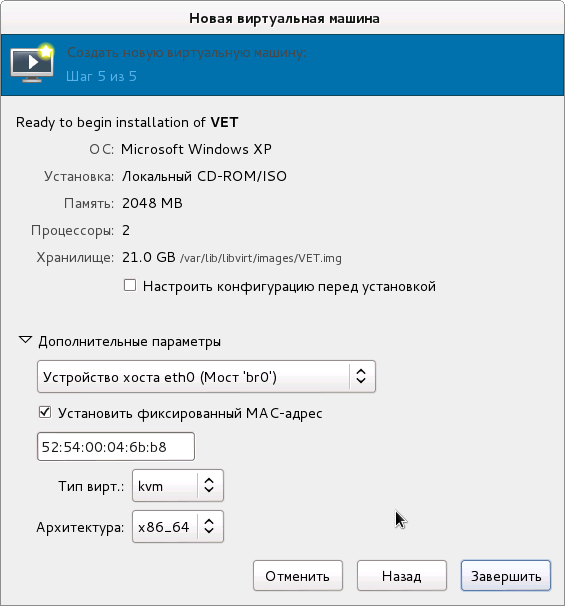 Новая виртуальная машина
Создать новую виртуальную машину:
Шаг 5 из 5
Ready to begin installation of VET
ОС: Microsoft Windows XP
Установка: Локальный CD-ROM/ISO
Память: 2048 MB
Процессоры: 2
Хранилище: 21.0 GB /var/lib/libvirt/images/VET.img
Настроить конфигурацию перед установкой
Дополнительные параметры
Устройство хоста eth0 (Мост 'br0')
Установить фиксированный MAC-адрес
52:54:00:04:6b:b8
Тип вирт.: kvm
Архитектура: x86_64
Отменить Назад Завершить